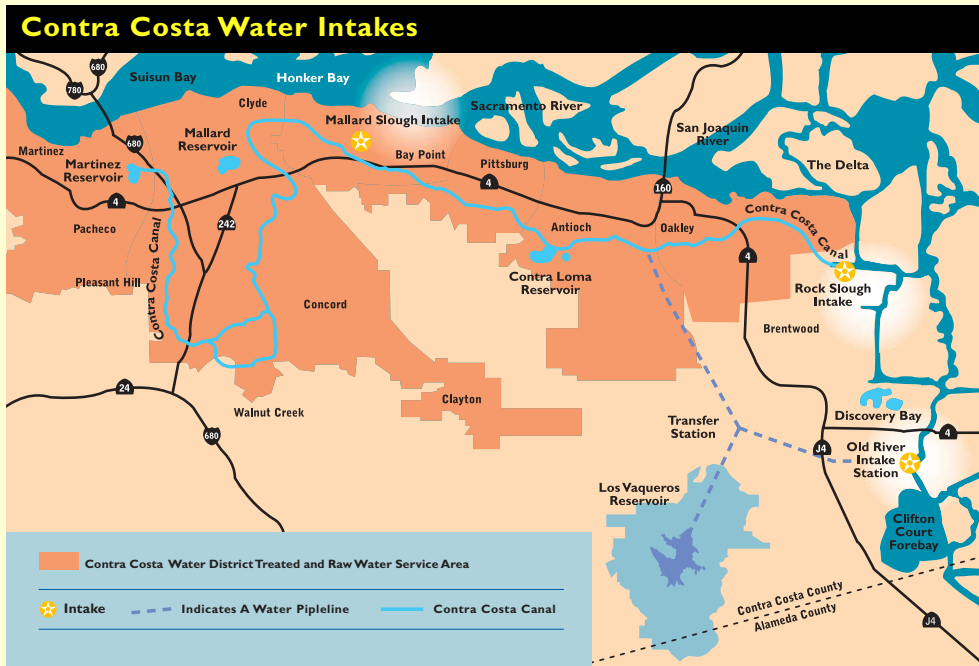 Contra Costa Water Intakes
680
780
Suisun Bay
Honker Bay
Clyde
Mallard Slough Intake
Sacramento River
San Joaquin
River
The Delta
Martinez
680
Mallard
Reservoir
Martinez
Reservoir
Bay Point
Pittsburg
4
160
4
242
Pacheco
Contra Costa Canal
Antioch
Oakley
Contra Costa Canal
4
Pleasant Hill
Contra Loma
Reservoir
Rock Slough
Intake
Concord
Brentwood
24
Walnut Creek
Clayton
680
Transfer
Station
Discovery Bay
4
J4
Old River
Intake
Station
Los Vaqueros
Reservoir
Clifton
Court
Forebay
Contra Costa County
Alameda County
J4
Contra Costa Water District Treated and Raw Water Service Area
Intake
Indicates A Water Pipleline
Contra Costa Canal